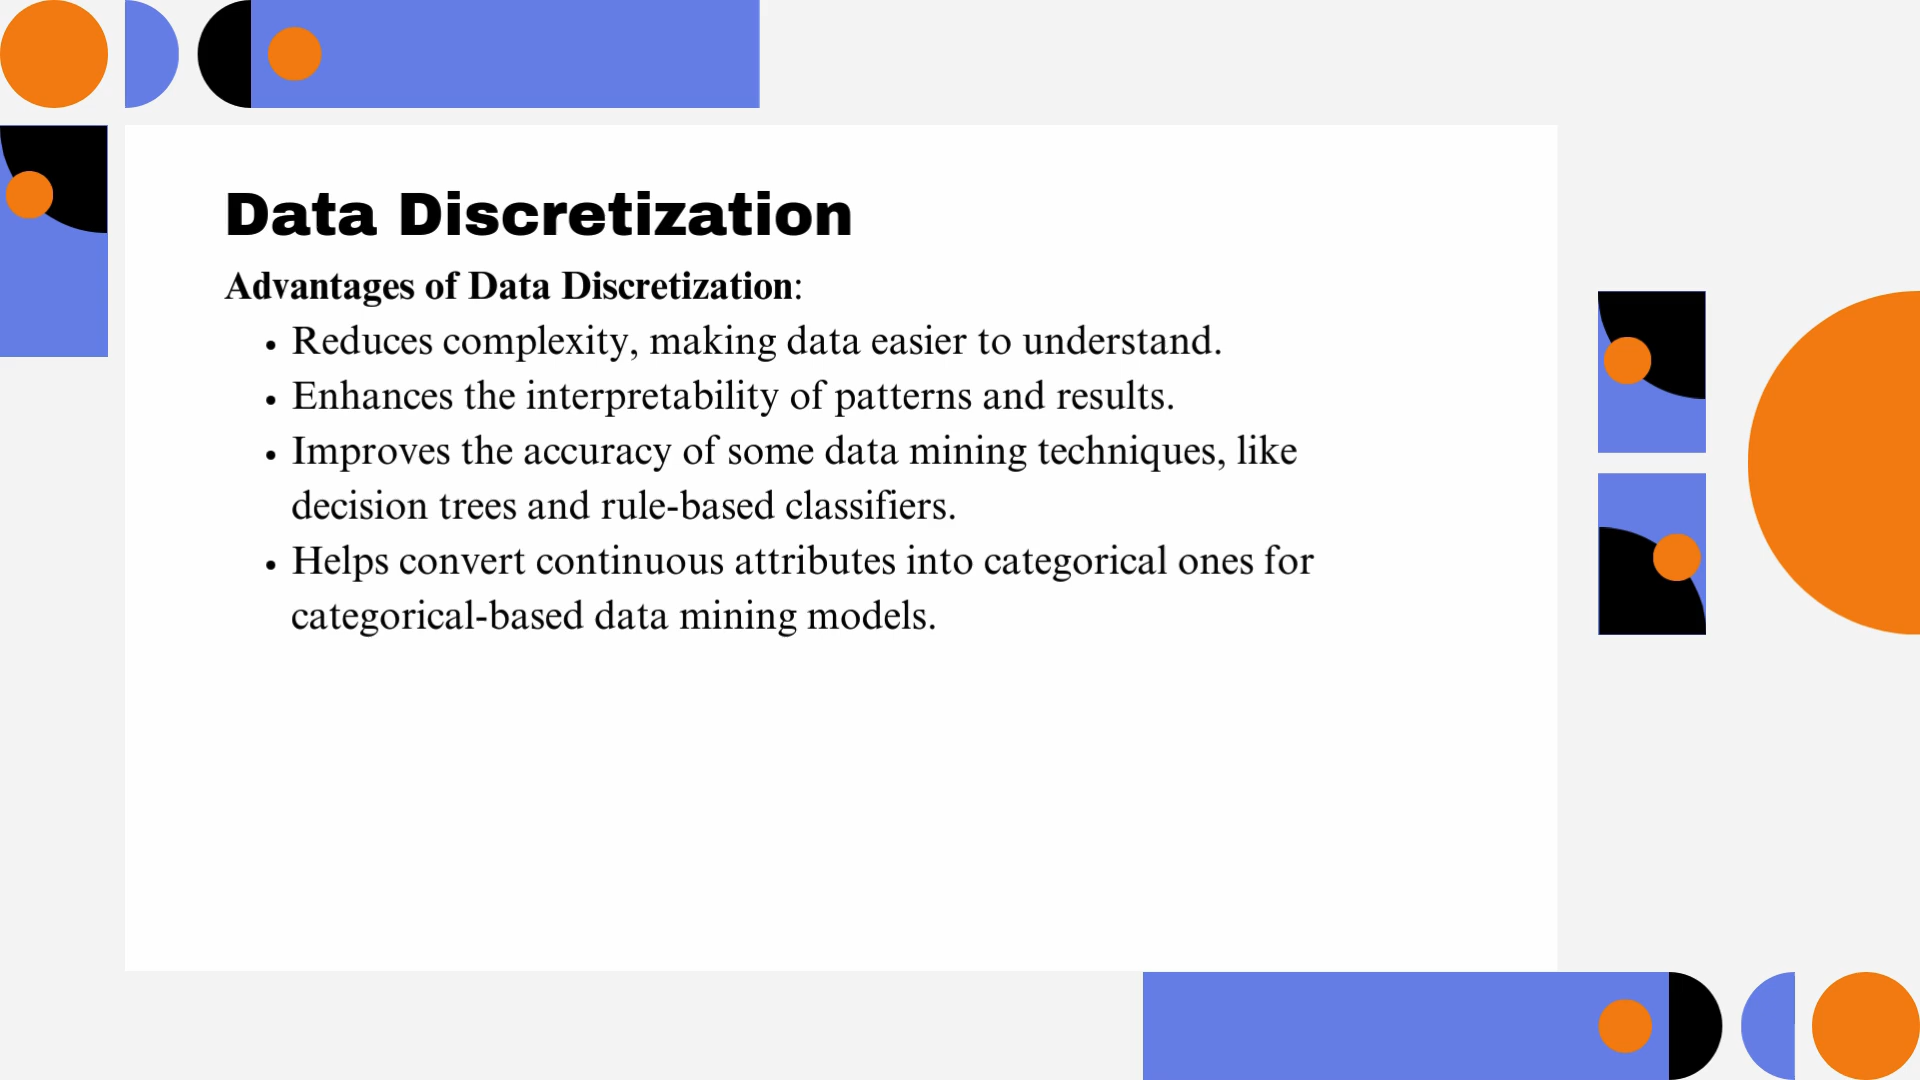 Data Discretization
Advantages of Data Discretization:
• Reduces complexity, making data easier to understand.
• Enhances the interpretability of patterns and results.
• Improves the accuracy of some data mining techniques, like
decision trees and rule-based classifiers.
• Helps convert continuous attributes into categorical ones for
categorical-based data mining models.